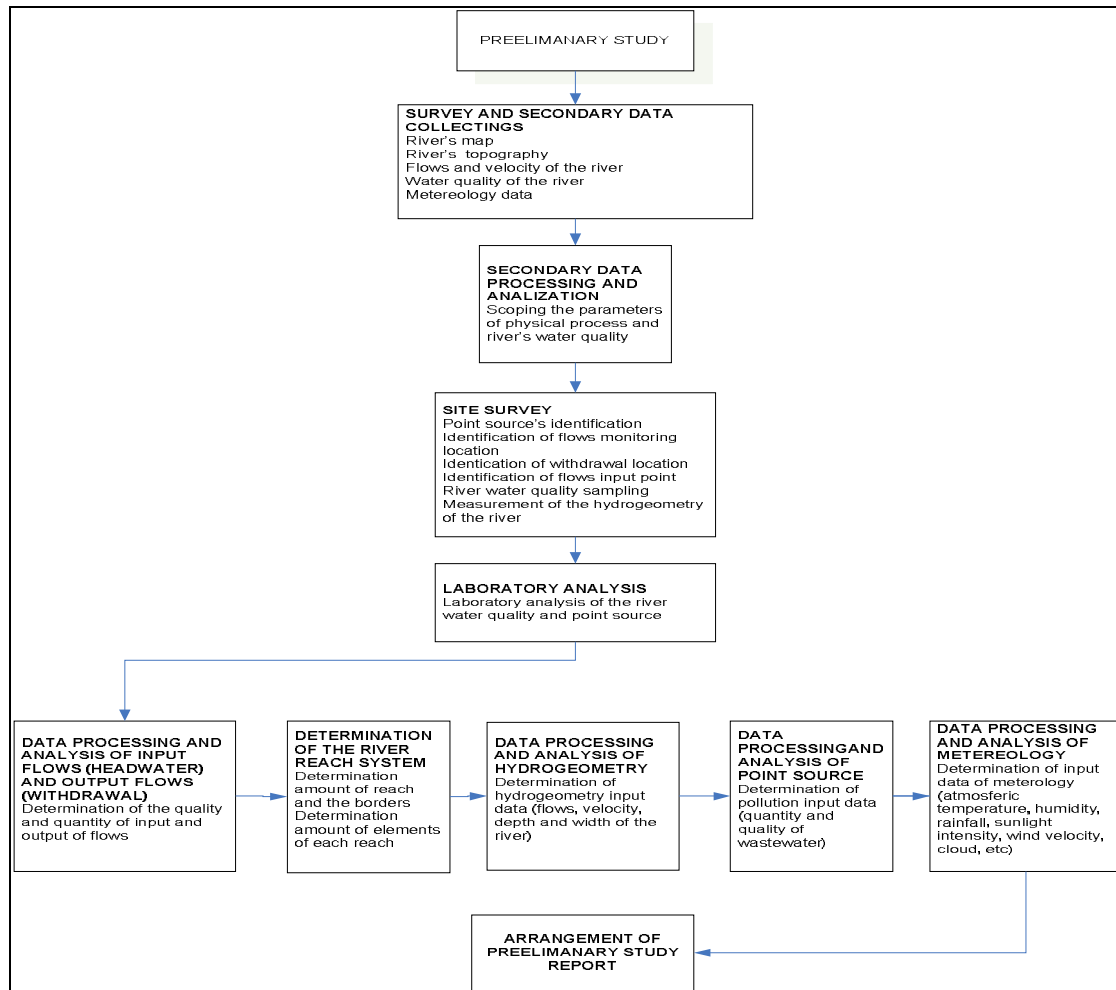 PREELIMANARY STUDY
SURVEY AND SECONDARY DATA
COLLECTINGS
River's map
River's topography
Flows and velocity of the river
Water quality of the river
Metereology data
SECONDARY DATA
PROCESSING AND
ANALIZATION
Scoping the parameters
of physical process and
river's water quality
SITE SURVEY
Point source's identification
Identification of flows monitoring
location
Identication of withdrawal location
Identification of flows input point
River water quality sampling
Measurement of the hydrogeometry
of the river
LABORATORY ANALYSIS
Laboratory analysis of the river
water quality and point source
DATA PROCESSING AND
ANALYSIS OF INPUT
FLOWS (HEADWATER)
AND OUTPUT FLOWS
(WITHDRAWAL)
Determination of the quality
and quantity of input and
output of flows
DETERMINATION
OF THE RIVER
REACH SYSTEM
Determination
amount of reach
and the borders
Determination
amount of elements
of each reach
DATA PROCESSING
AND ANALYSIS OF
HYDROGEOMETRY
Determination of
hydrogeometry input
data (flows, velocity,
depth and width of the
river)
DATA
PROCESSINGAND
ANALYSIS OF
POINT SOURCE
Determination of
pollution input data
(quantity and
quality of
wastewater)
DATA PROCESSING
AND ANALYSIS OF
METEREOLOGY
Determination of input
data of meterology
(atmosferic
temperature, humidity,
rainfall, sunlight
intensity, wind velocity,
cloud, etc)
ARRANGEMENT OF
PREELIMANARY STUDY
REPORT